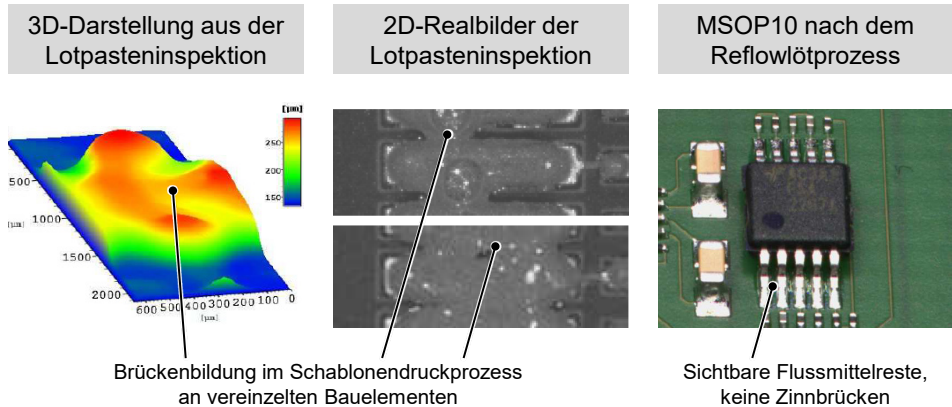 3D-Darstellung aus der
Lotpasteninspektion
2D-Realbilder der
Lotpasteninspektion
MSOP10 nach dem
Reflowlötprozess
[µm]
250
200
150
500
1000
1500
2000
[µm]
600 500 400 300 200 100 0
[µm]
Brückenbildung im Schablonendruckprozess
an vereinzelten Bauelementen
Sichtbare Flussmittelreste,
keine Zinnbrücken